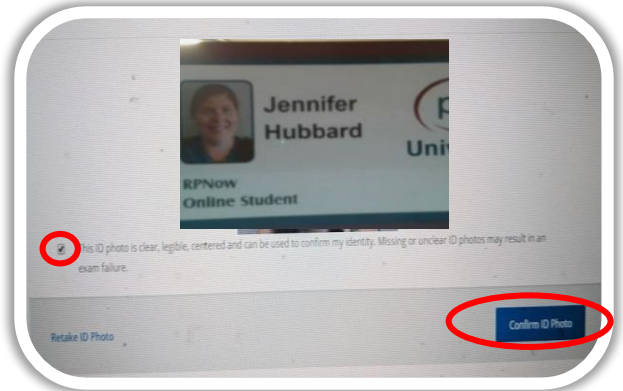 Jennifer
Hubbard
RPNow
Online Student
This ID photo is clear, legible, centered and can be used to confirm my identity. Missing or unclear ID photos may result in an
exam failure.
Retake ID Photo
Confirm ID Photo